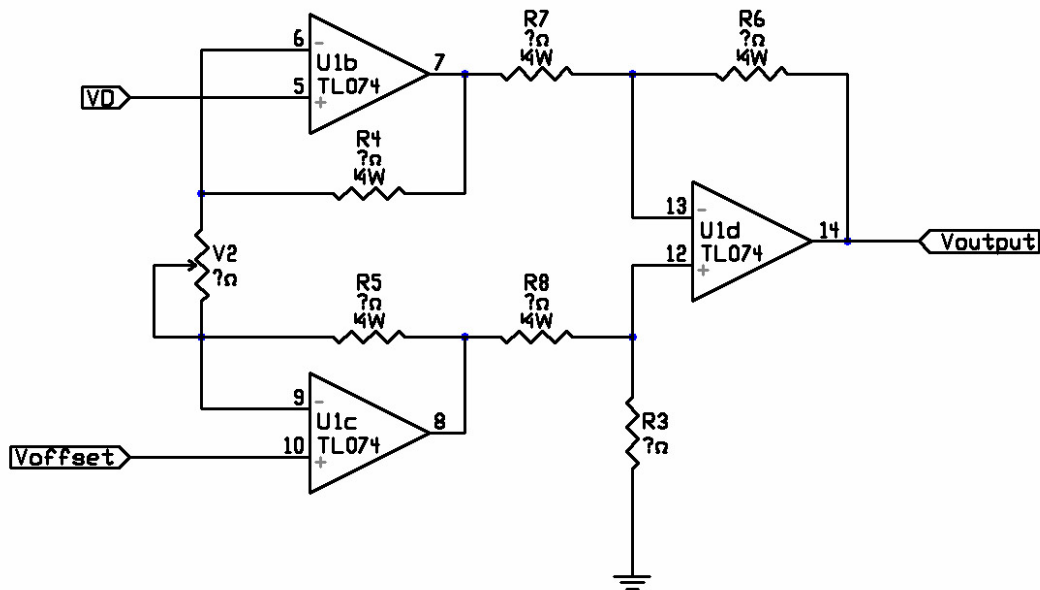 R7
?Ω
¼W
R6
?Ω
¼W
6
-
U1b
TL074
7
VD
5
+
R4
?Ω
¼W
13
-
U1d
TL074
14
Voutput
12
+
V2
?Ω
R5
?Ω
¼W
R8
?Ω
¼W
9
-
U1c
TL074
8
R3
?Ω
Voffset
10
+